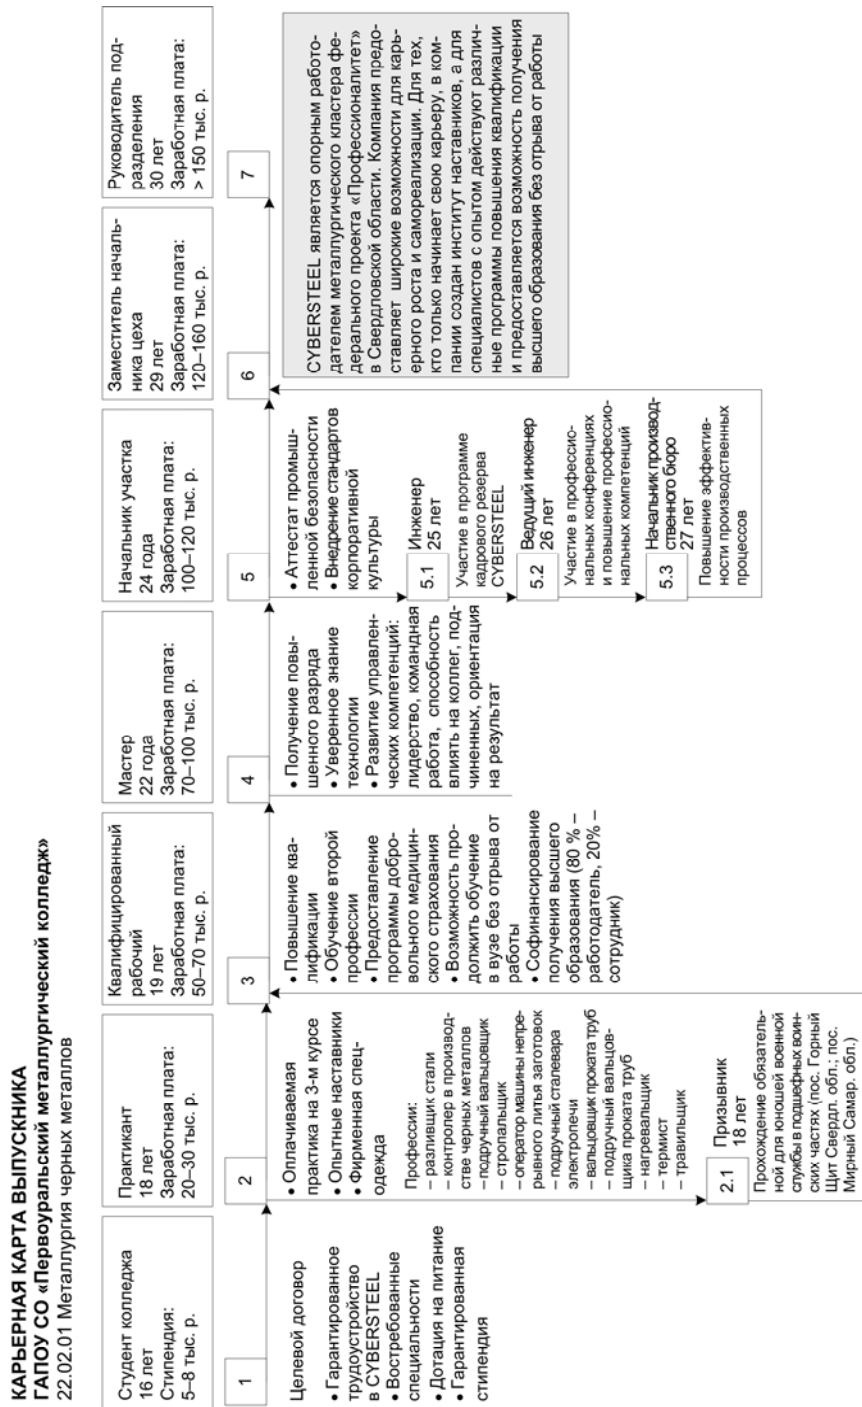 КАРЬЕРНАЯ КАРТА ВЫПУСКНИКА
ГАПОУ СО «Первоуральский металлургический колледж»
22.02.01 Металлургия черных металлов
Студент колледжа
16 лет
Стипендия:
5–8 тыс. р.
1
Целевой договор
• Гарантированное
трудоустройство
в CYBERSTEEL
• Востребованные
специальности
• Дотация на питание
• Гарантированная
стипендия
Практикант
18 лет
Заработная плата:
20–30 тыс. р.
2
• Оплачиваемая
практика на 3-м курсе
• Опытные наставники
• Фирменная спец-
одежда
Профессии:
– разливщик стали
– контролер в производ-
стве черных металлов
– подручный вальцовщик
– стропальщик
– оператор машины непре-
рывного литья заготовок
– подручный сталевара
электропечи
– вальцовщик проката труб
– подручный вальцов-
щика проката труб
– нагревальщик
– термист
– травильщик
2.1
Призывник
18 лет
Прохождение обязатель-
ной для юношей военной
службы в подшефных воин-
ских частях (пос. Горный
Щит Свердл. обл.; пос.
Мирный Самар. обл.)
Квалифицированный
рабочий
19 лет
Заработная плата:
50–70 тыс. р.
3
• Повышение ква-
лификации
• Обучение второй
профессии
• Предоставление
программы добро-
вольного медицин-
ского страхования
• Возможность про-
должить обучение
в вузе без отрыва от
работы
• Софинансирование
получения высшего
образования (80 % –
работодатель, 20% –
сотрудник)
Мастер
22 года
Заработная плата:
70–100 тыс. р.
4
• Получение повы-
шенного разряда
• Уверенное знание
технологии
• Развитие управлен-
ческих компетенций:
лидерство, командная
работа, способность
влиять на коллег, под-
чиненных, ориентация
на результат
Начальник участка
24 года
Заработная плата:
100–120 тыс. р.
5
• Аттестат промыш-
ленной безопасности
• Внедрение стандартов
корпоративной
культуры
5.1
Инженер
25 лет
Участие в программе
кадрового резерва
CYBERSTEEL
5.2
Ведущий инженер
26 лет
Участие в профессио-
нальных конференциях
и повышение профессио-
нальных компетенций
5.3
Начальник производ-
ственного бюро
27 лет
Повышение эффектив-
ности производственных
процессов
Заместитель началь-
ника цеха
29 лет
Заработная плата:
120–160 тыс. р.
6
Руководитель под-
разделения
30 лет
Заработная плата:
> 150 тыс. р.
7
CYBERSTEEL является опорным работо-
дателем металлургического кластера фе-
дерального проекта «Профессионалитет»
в Свердловской области. Компания предо-
ставляет широкие возможности для карь-
ерного роста и самореализации. Для тех,
кто только начинает свою карьеру, в ком-
пании создан институт наставников, а для
специалистов с опытом действуют различ-
ные программы повышения квалификации
и предоставляется возможность получения
высшего образования без отрыва от работы